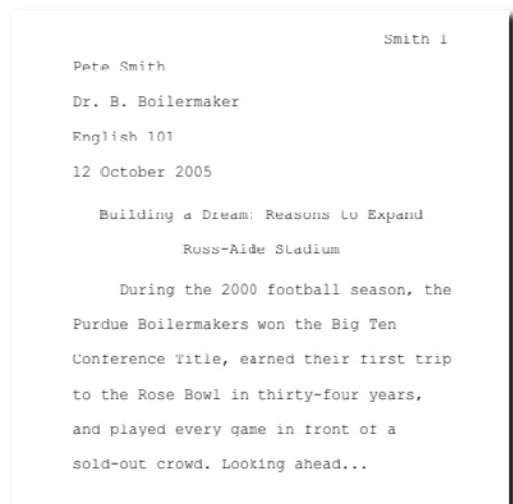 Smith 1
Pete Smith
Dr. B. Boilermaker
English 101
12 October 2005
Building a Dream: Reasons to Expand
Ross-Aide Stadium
During the 2000 football season, the
Purdue Boilermakers won the Big Ten
Conference Title, earned their first trip
to the Rose Bowl in thirty-four years,
and played every game in front of a
sold-out crowd. Looking ahead...